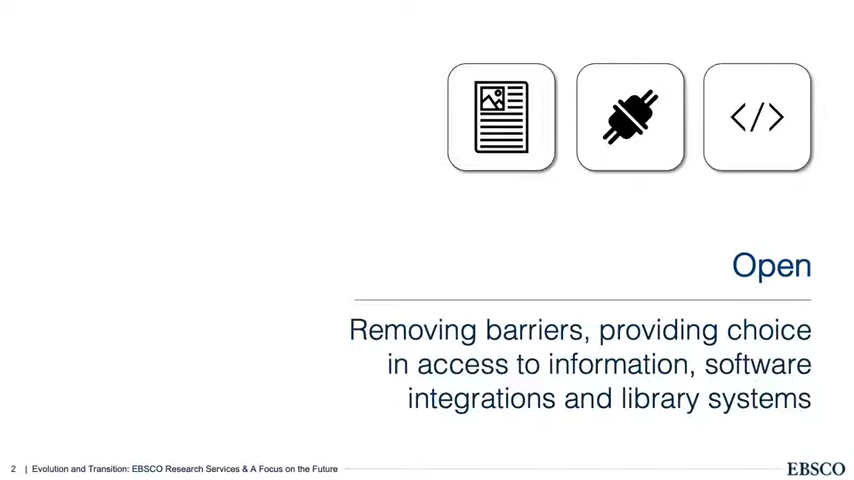 </>
Open
Removing barriers, providing choice
in access to information, software
integrations and library systems
2 | Evolution and Transition: EBSCO Research Services & A Focus on the Future
EBSCO